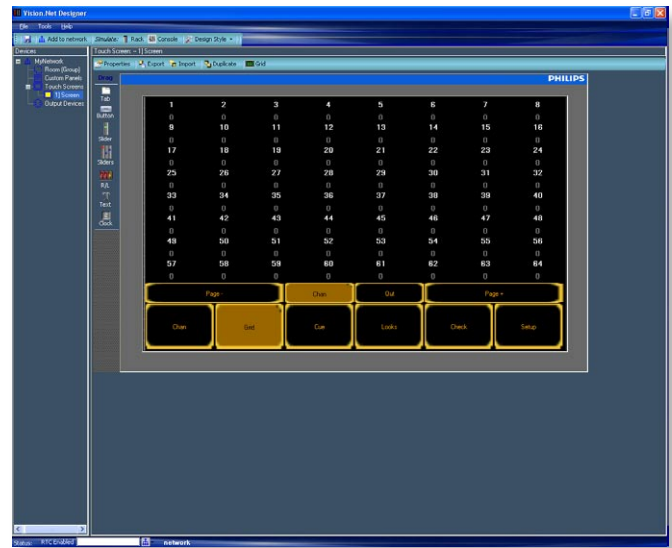 Vision.Net Designer
File Tools Help
Add to network Simulate: Rack Console Design Style
Devices
MyNetwork
Room (Group)
Custom Panels
Touch Screens
1] Screen
Output Devices
Touch Screens - 1] Screen
Properties Export Import Duplicate Grid
Drag
Tab
Button
Slider
Sliders
R/L
Text
Clock
PHILIPS
1 2 3 4 5 6 7 8
0 0 0 0 0 0 0 0
9 10 11 12 13 14 15 16
0 0 0 0 0 0 0 0
17 18 19 20 21 22 23 24
0 0 0 0 0 0 0 0
25 26 27 28 29 30 31 32
0 0 0 0 0 0 0 0
33 34 35 36 37 38 39 40
0 0 0 0 0 0 0 0
41 42 43 44 45 46 47 48
0 0 0 0 0 0 0 0
49 50 51 52 53 54 55 56
0 0 0 0 0 0 0 0
57 58 59 60 61 62 63 64
0 0 0 0 0 0 0 0
Page - Chan Out Page +
Chan Grid Cue Looks Check Setup
Status: RTC Enabled network